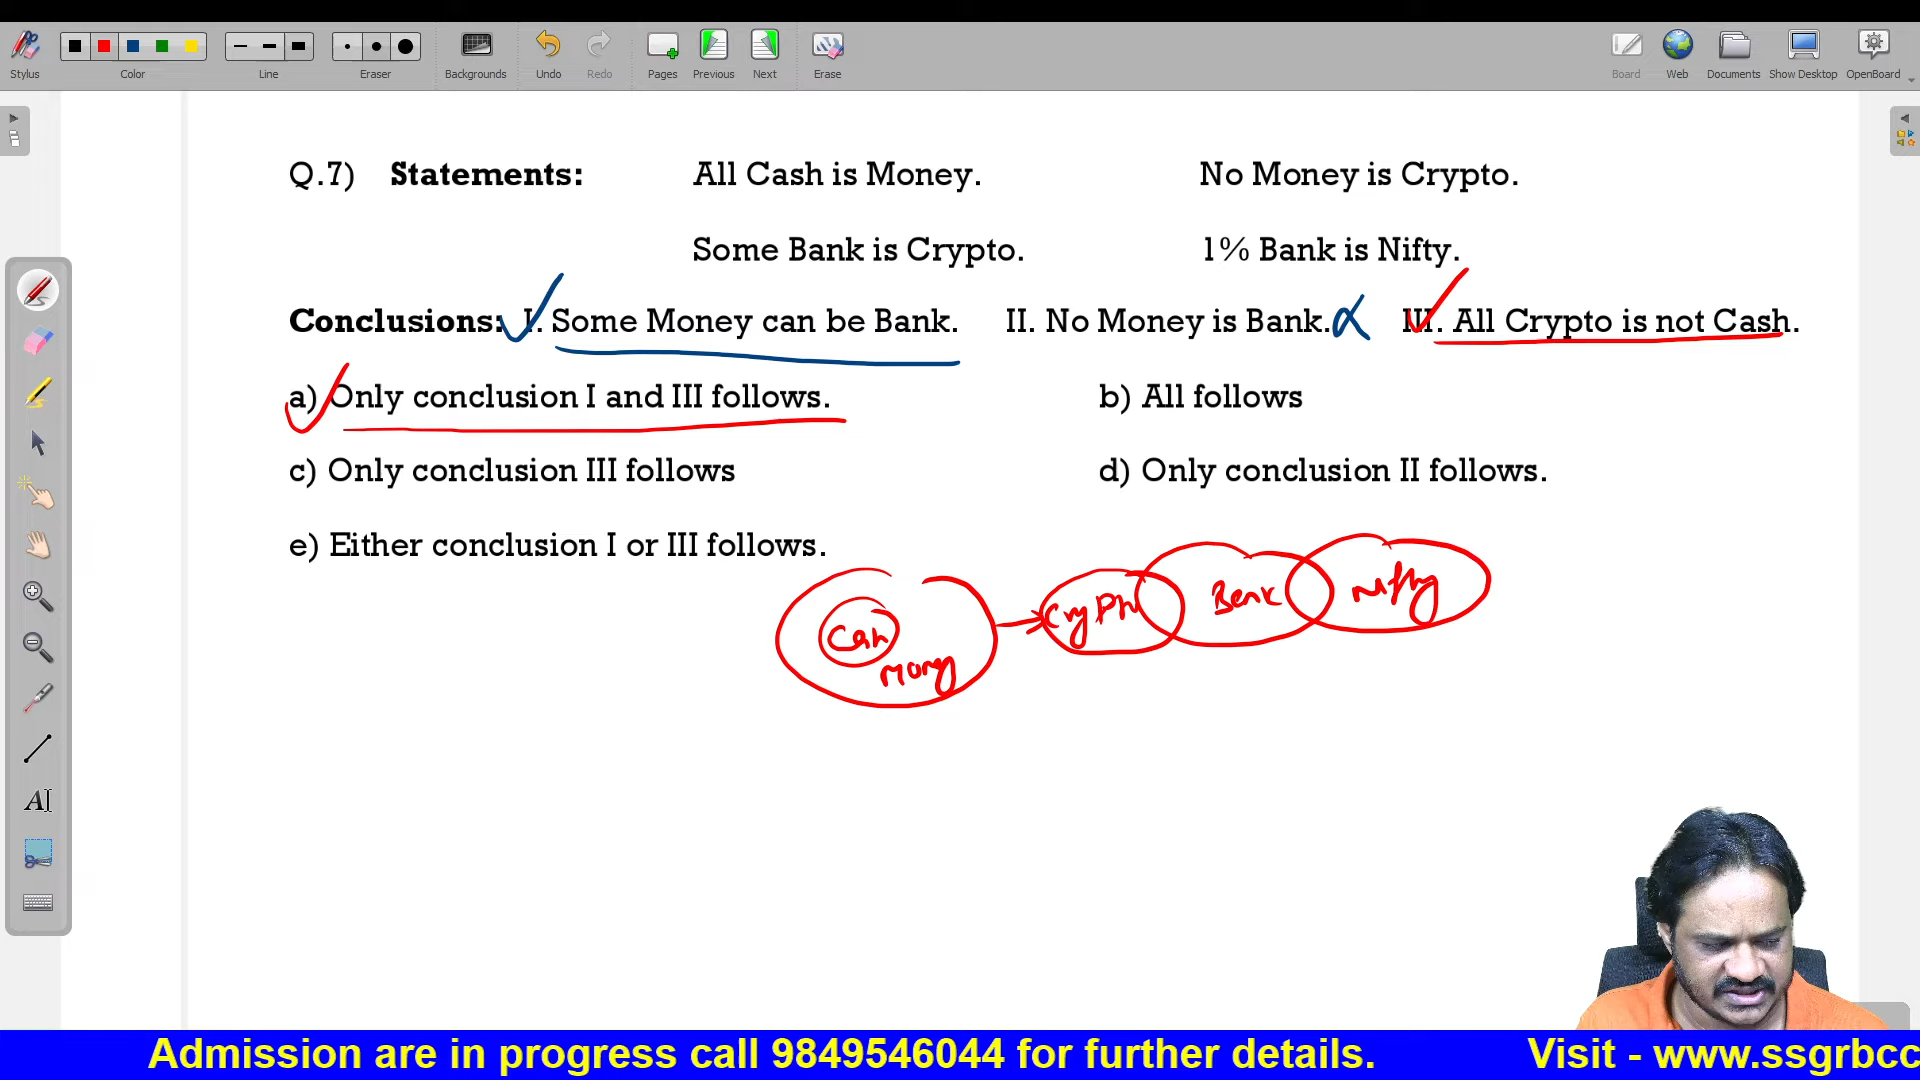 Stylus
Color
Line
Eraser
Backgrounds
Undo
Redo
Pages
Previous
Next
Erase
Board
Web
Documents
Show Desktop
OpenBoard
Q.7) Statements: All Cash is Money. No Money is Crypto.
Some Bank is Crypto. 1% Bank is Nifty.
Conclusions: I. Some Money can be Bank. II. No Money is Bank. III. All Crypto is not Cash.
a) Only conclusion I and III follows. b) All follows
c) Only conclusion III follows d) Only conclusion II follows.
e) Either conclusion I or III follows.
Cash
Money
Bank
Nifty
Admission are in progress call 9849546044 for further details. Visit - www.ssgrbcc